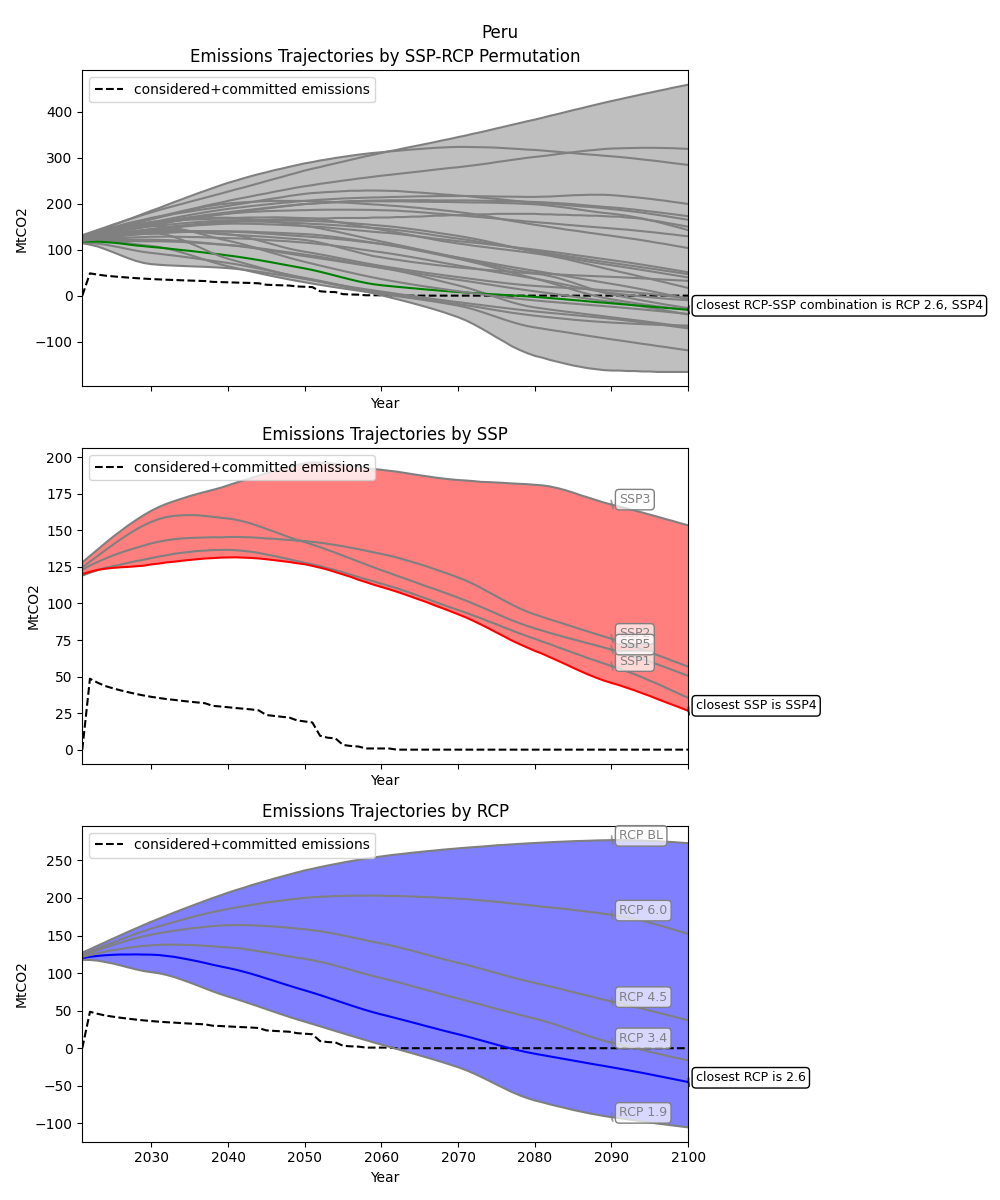 Peru
Emissions Trajectories by SSP-RCP Permutation
considered+committed emissions
400
300
200
100
0
−100
MtCO2
Year
closest RCP-SSP combination is RCP 2.6, SSP4
Emissions Trajectories by SSP
considered+committed emissions
200
175
150
125
100
75
50
25
0
MtCO2
SSP3
SSP2
SSP5
SSP1
closest SSP is SSP4
Year
Emissions Trajectories by RCP
considered+committed emissions
250
200
150
100
50
0
−50
−100
MtCO2
RCP BL
RCP 6.0
RCP 4.5
RCP 3.4
closest RCP is 2.6
RCP 1.9
2030 2040 2050 2060 2070 2080 2090 2100
Year